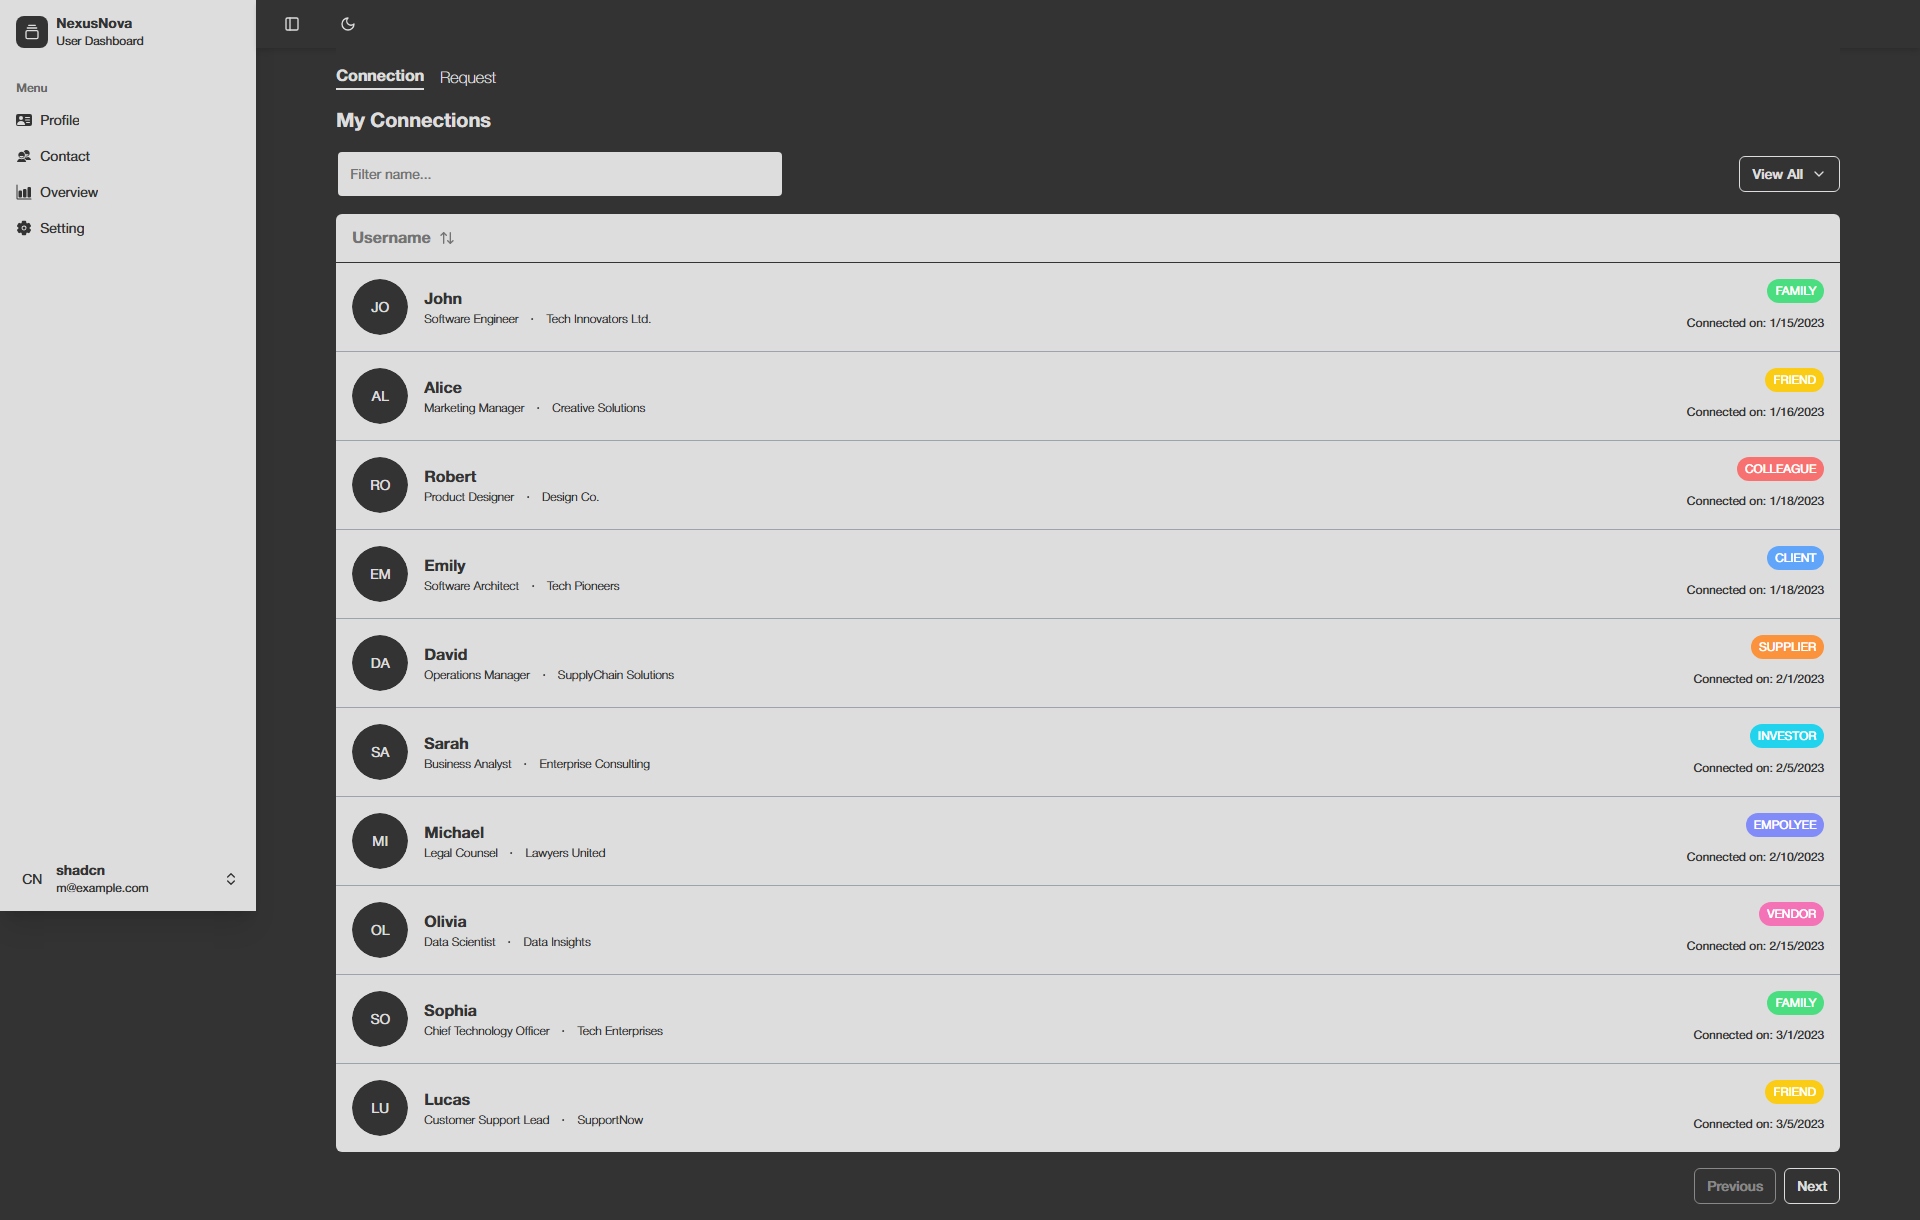 NexusNova
User Dashboard
Menu
Profile
Contact
Overview
Setting
CN
shadcn
m@example.com
Connection
Request
My Connections
Filter name...
View All
Username
JO
John
Software Engineer · Tech Innovators Ltd.
FAMILY
Connected on: 1/15/2023
AL
Alice
Marketing Manager · Creative Solutions
FRIEND
Connected on: 1/16/2023
RO
Robert
Product Designer · Design Co.
COLLEAGUE
Connected on: 1/18/2023
EM
Emily
Software Architect · Tech Pioneers
CLIENT
Connected on: 1/18/2023
DA
David
Operations Manager · SupplyChain Solutions
SUPPLIER
Connected on: 2/1/2023
SA
Sarah
Business Analyst · Enterprise Consulting
INVESTOR
Connected on: 2/5/2023
MI
Michael
Legal Counsel · Lawyers United
EMPOLYEE
Connected on: 2/10/2023
OL
Olivia
Data Scientist · Data Insights
VENDOR
Connected on: 2/15/2023
SO
Sophia
Chief Technology Officer · Tech Enterprises
FAMILY
Connected on: 3/1/2023
LU
Lucas
Customer Support Lead · SupportNow
FRIEND
Connected on: 3/5/2023
Previous
Next